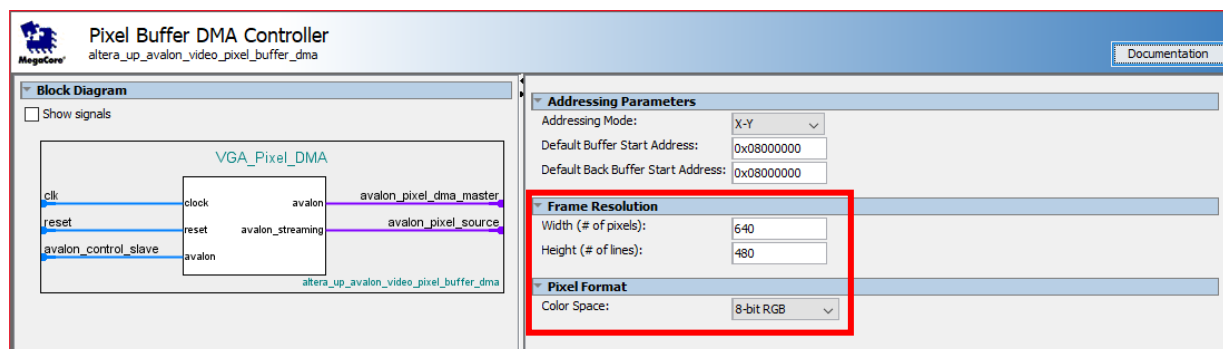 MegaCore'
Pixel Buffer DMA Controller
altera_up_avalon_video_pixel_buffer_dma
Documentation
Block Diagram
Show signals
VGA_Pixel_DMA
clk
reset
avalon_control_slave
clock
reset
avalon
avalon
avalon_streaming
avalon_pixel_dma_master
avalon_pixel_source
altera_up_avalon_video_pixel_buffer_dma
Addressing Parameters
Addressing Mode: X-Y
Default Buffer Start Address: 0x08000000
Default Back Buffer Start Address: 0x08000000
Frame Resolution
Width (# of pixels): 640
Height (# of lines): 480
Pixel Format
Color Space: 8-bit RGB